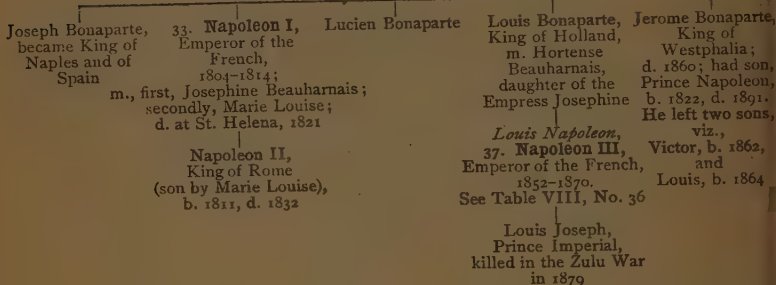 Joseph Bonaparte,
became King of
Naples and of
Spain
33. Napoleon I,
Emperor of the
French,
1804–1814;
m., first, Josephine Beauharnais;
secondly, Marie Louise;
d. at St. Helena, 1821
Napoleon II,
King of Rome
(son by Marie Louise),
b. 1811, d. 1832
Lucien Bonaparte
Louis Bonaparte,
King of Holland,
m. Hortense
Beauharnais,
daughter of the
Empress Josephine
Louis Napoleon,
37. Napoleon III,
Emperor of the French,
1852–1870.
See Table VIII, No. 36
Louis Joseph,
Prince Imperial,
killed in the Zulu War
in 1879
Jerome Bonaparte,
King of
Westphalia;
d. 1860; had son,
Prince Napoleon,
b. 1822, d. 1891.
He left two sons,
viz.,
Victor, b. 1862,
and
Louis, b. 1864